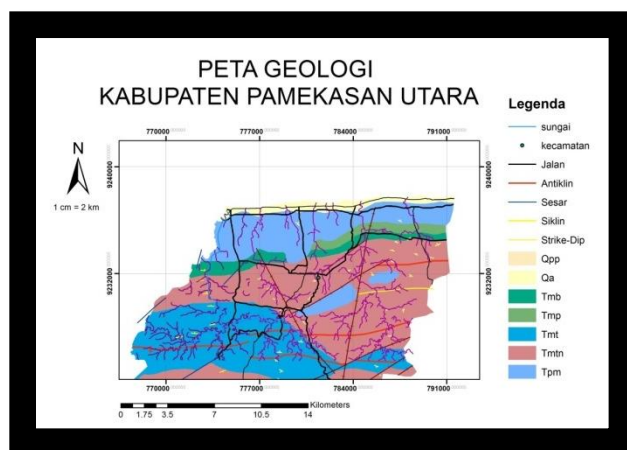 PETA GEOLOGI
KABUPATEN PAMEKASAN UTARA
N
1 cm = 2 km
770000 777000 784000 791000
9240000 9240000
9232000 9232000
770000 777000 784000 791000
Kilometers
0 1.75 3.5 7 10.5 14
Legenda
sungai
kecamatan
Jalan
Antiklin
Sesar
Siklin
Strike-Dip
Qpp
Qa
Tmb
Tmp
Tmt
Tmtn
Tpm